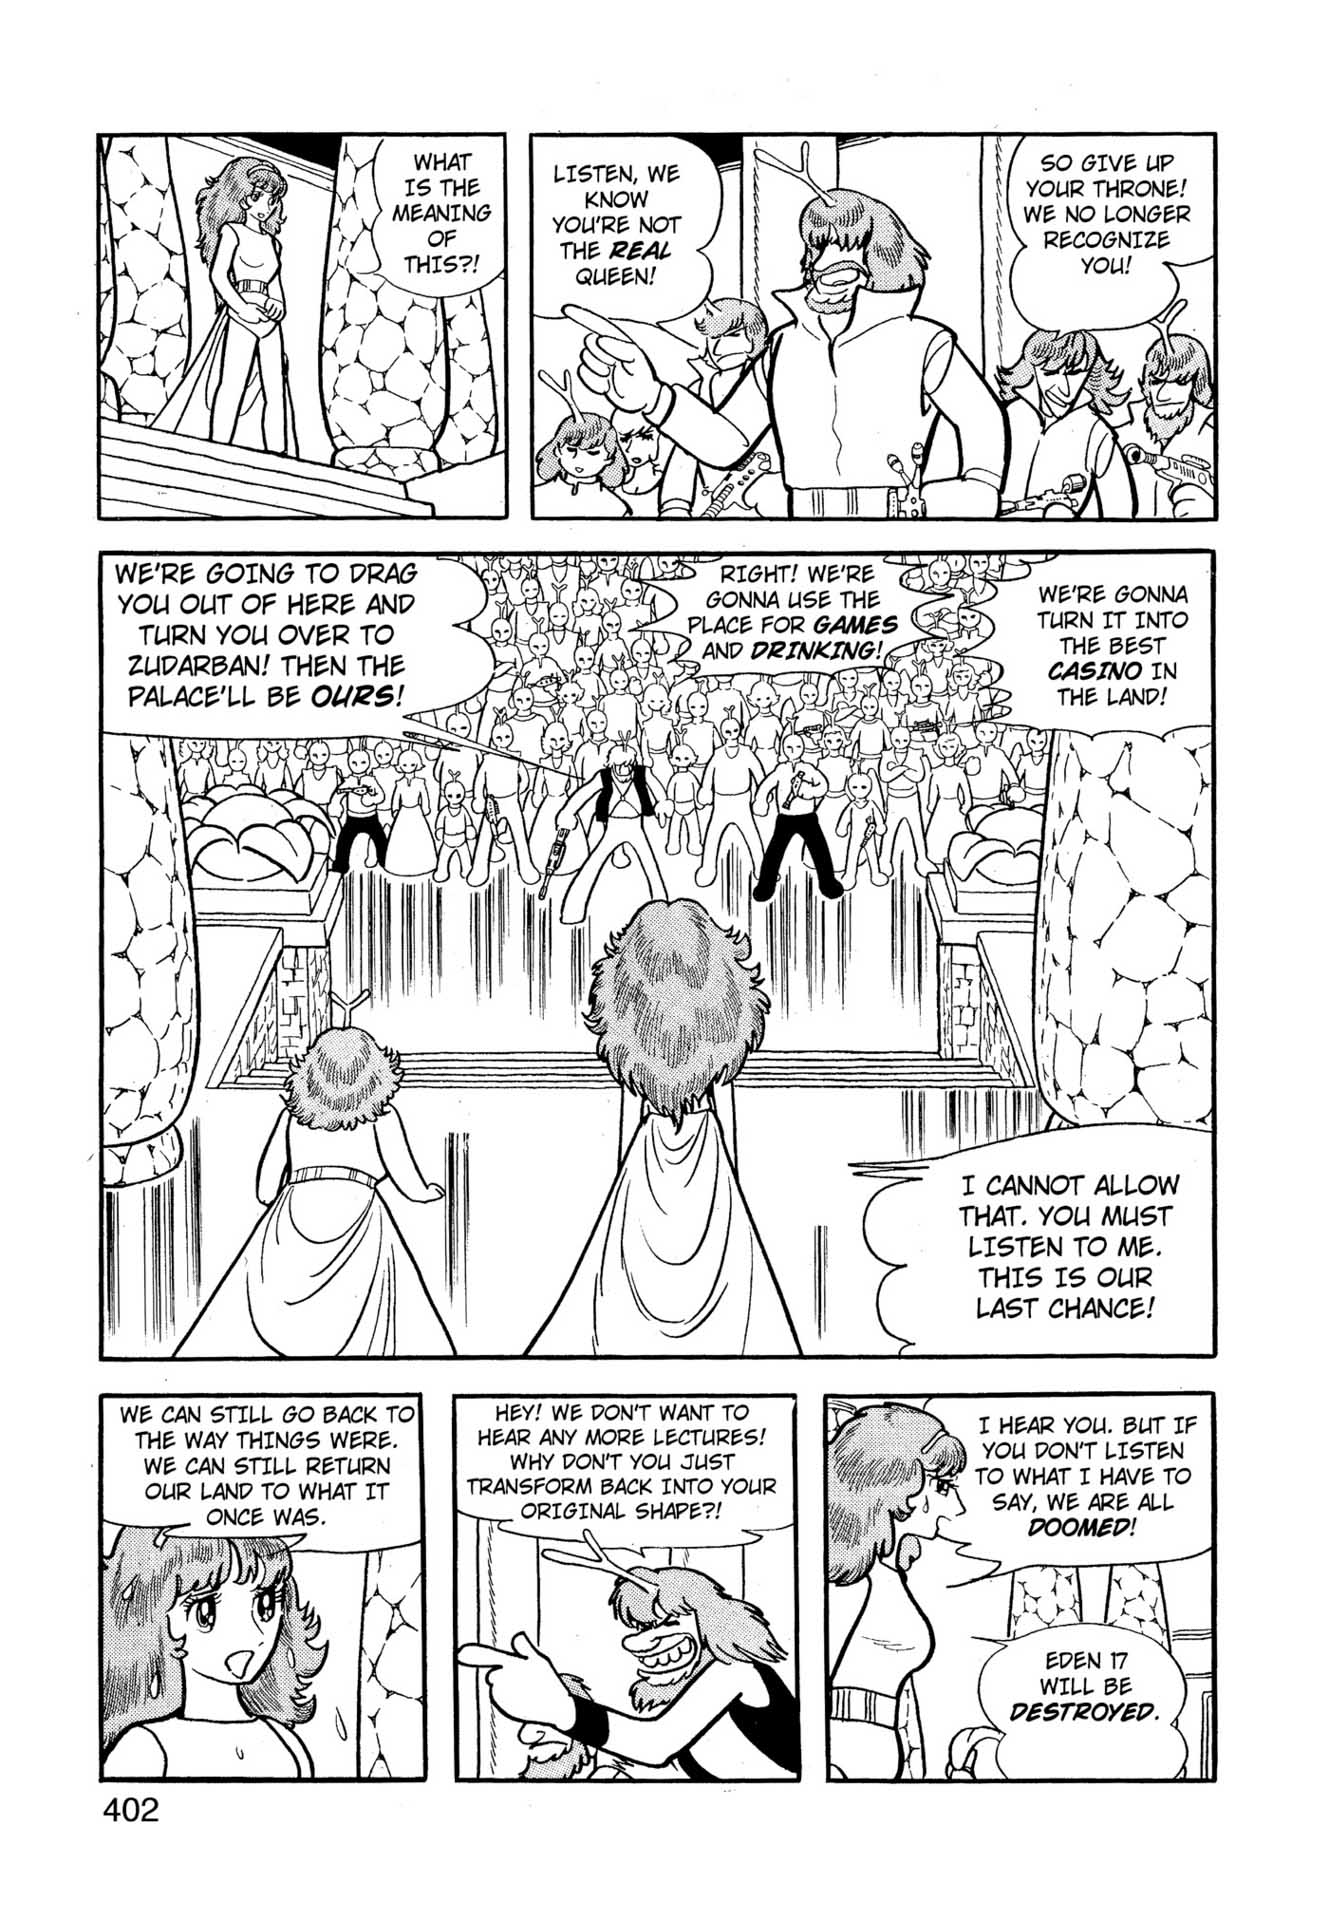 WHAT
IS THE
MEANING
OF
THIS?!
LISTEN, WE
KNOW
YOU'RE NOT
THE REAL
QUEEN!
SO GIVE UP
YOUR THRONE!
WE NO LONGER
RECOGNIZE
YOU!
WE'RE GOING TO DRAG
YOU OUT OF HERE AND
TURN YOU OVER TO
ZUDARBAN! THEN THE
PALACE'LL BE OURS!
RIGHT! WE'RE
GONNA USE THE
PLACE FOR GAMES
AND DRINKING!
WE'RE GONNA
TURN IT INTO
THE BEST
CASINO IN
THE LAND!
I CANNOT ALLOW
THAT. YOU MUST
LISTEN TO ME.
THIS IS OUR
LAST CHANCE!
WE CAN STILL GO BACK TO
THE WAY THINGS WERE.
WE CAN STILL RETURN
OUR LAND TO WHAT IT
ONCE WAS.
HEY! WE DON'T WANT TO
HEAR ANY MORE LECTURES!
WHY DON'T YOU JUST
TRANSFORM BACK INTO YOUR
ORIGINAL SHAPE?!
I HEAR YOU. BUT IF
YOU DON'T LISTEN
TO WHAT I HAVE TO
SAY, WE ARE ALL
DOOMED!
EDEN 17
WILL BE
DESTROYED.
402